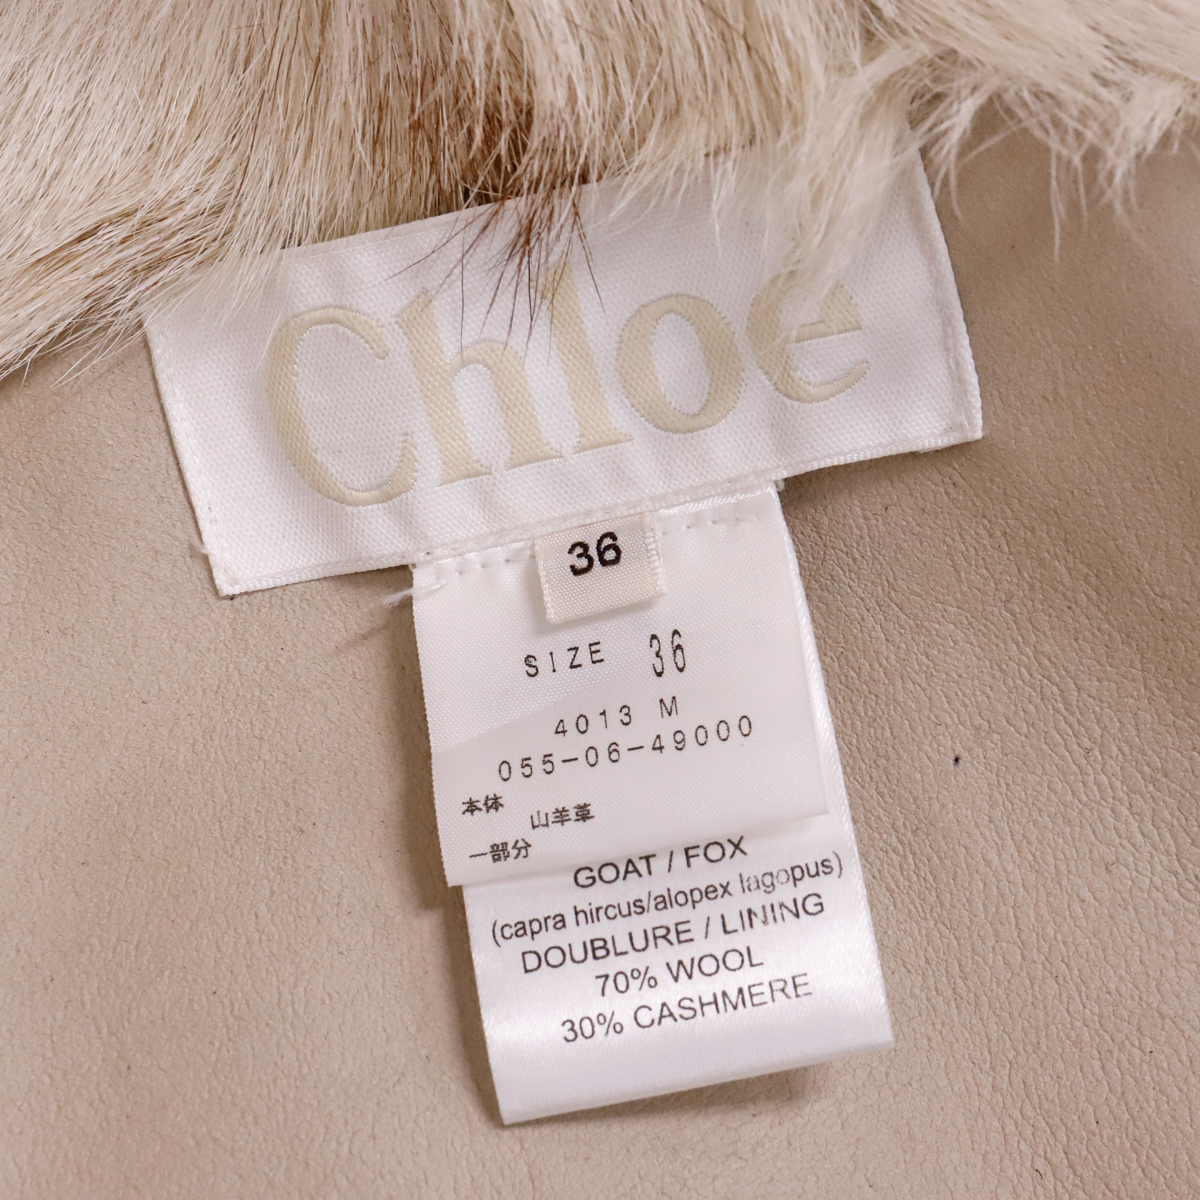 Chloe
36
SIZE 36
4013 M
055-06-49000
本体 山羊革
一部分
GOAT / FOX
(capra hircus/alopex lagopus)
DOUBLURE / LINING
70% WOOL
30% CASHMERE